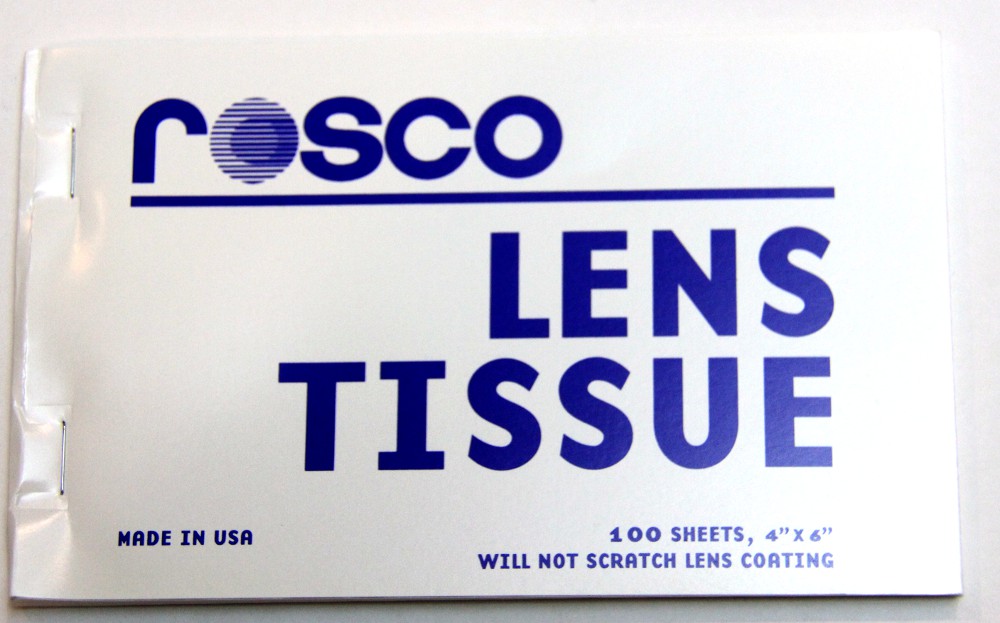 rosco
LENS
TISSUE
MADE IN USA
100 SHEETS, 4” X 6”
WILL NOT SCRATCH LENS COATING